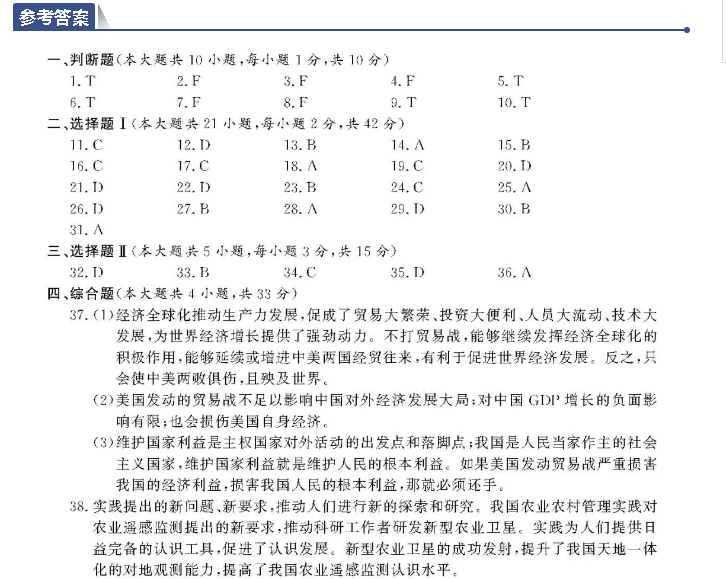 参考答案
一、判断题(本大题共 10 小题,每小题 1 分,共 10 分)
1. T 2. F 3. F 4. F 5. T
6. T 7. F 8. F 9. T 10. T
二、选择题 Ⅰ(本大题共 21 小题,每小题 2 分,共 42 分)
11. C 12. D 13. B 14. A 15. B
16. C 17. C 18. A 19. C 20. D
21. D 22. D 23. B 24. C 25. A
26. D 27. B 28. A 29. D 30. B
31. A
三、选择题 Ⅱ(本大题共 5 小题,每小题 3 分,共 15 分)
32. D 33. B 34. C 35. D 36. A
四、综合题(本大题共 4 小题,共 33 分)
37. (1)经济全球化推动生产力发展,促成了贸易大繁荣、投资大便利、人员大流动、技术大
发展,为世界经济增长提供了强劲动力。不打贸易战,能够继续发挥经济全球化的
积极作用,能够延续或增进中美两国经贸往来,有利于促进世界经济发展。反之,只
会使中美两败俱伤,且殃及世界。
(2)美国发动的贸易战不足以影响中国对外经济发展大局;对中国 GDP 增长的负面影
响有限;也会损伤美国自身经济。
(3)维护国家利益是主权国家对外活动的出发点和落脚点;我国是人民当家作主的社会
主义国家,维护国家利益就是维护人民的根本利益。如果美国发动贸易战严重损害
我国的经济利益,损害我国人民的根本利益,那就必须还手。
38. 实践提出的新问题、新要求,推动人们进行新的探索和研究。我国农业农村管理实践对
农业遥感监测提出的新要求,推动科研工作者研发新型农业卫星。实践为人们提供日
益完备的认识工具,促进了认识发展。新型农业卫星的成功发射,提升了我国天地一体
化的对地观测能力,提高了我国农业遥感监测认识水平。